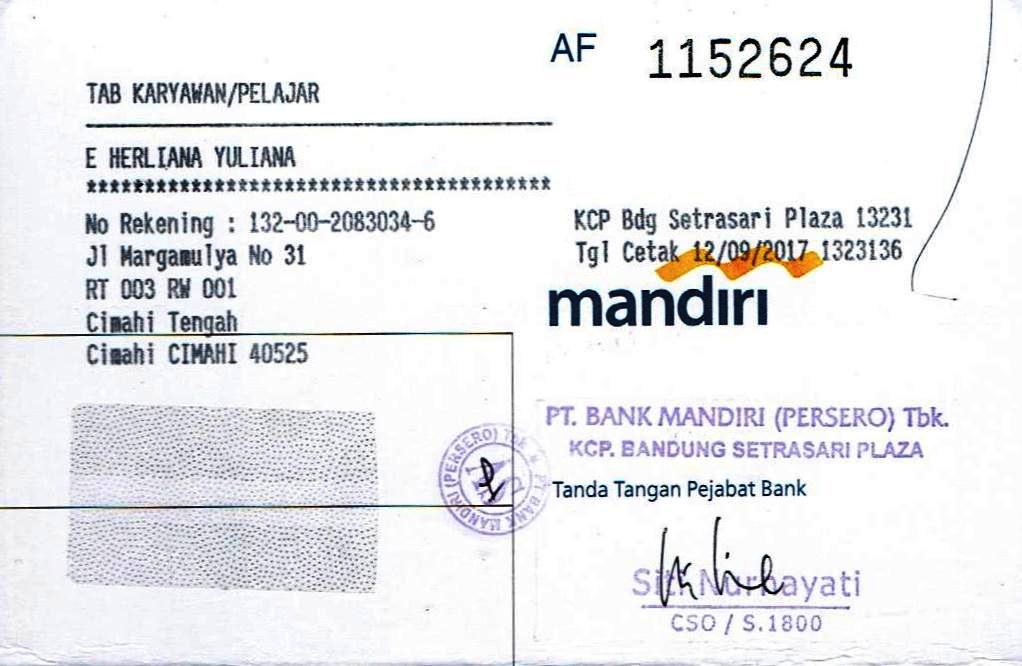 AF 1152624
TAB KARYAWAN/PELAJAR
E HERLIANA YULIANA
****************************************
No Rekening : 132-00-2083034-6
Jl Margamulya No 31
RT 003 RW 001
Cimahi Tengah
Cimahi CIMAHI 40525
KCP Bdg Setrasari Plaza 13231
Tgl Cetak 12/09/2017 1323136
mandiri
PT. BANK MANDIRI (PERSERO) Tbk.
KCP. BANDUNG SETRASARI PLAZA
Tanda Tangan Pejabat Bank
Siti Nurhayati
CSO / S.1800
PT BANK MANDIRI (PERSERO) Tbk